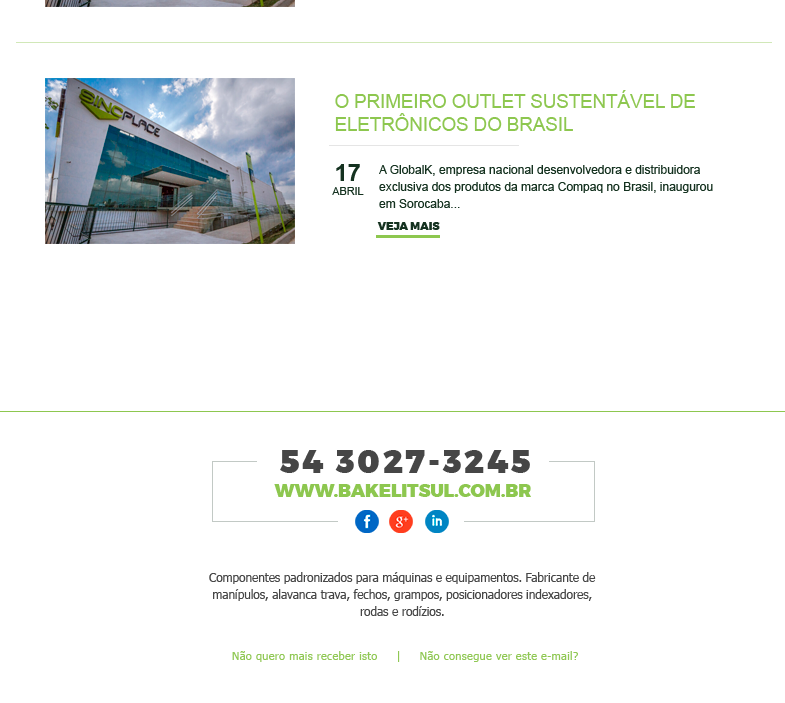 SINCPLACE
O PRIMEIRO OUTLET SUSTENTÁVEL DE
ELETRÔNICOS DO BRASIL
17
ABRIL
A GlobalK, empresa nacional desenvolvedora e distribuidora
exclusiva dos produtos da marca Compaq no Brasil, inaugurou
em Sorocaba...
VEJA MAIS
54 3027-3245
WWW.BAKELITSUL.COM.BR
f
g+
in
Componentes padronizados para máquinas e equipamentos. Fabricante de
manípulos, alavanca trava, fechos, grampos, posicionadores indexadores,
rodas e rodízios.
Não quero mais receber isto | Não consegue ver este e-mail?